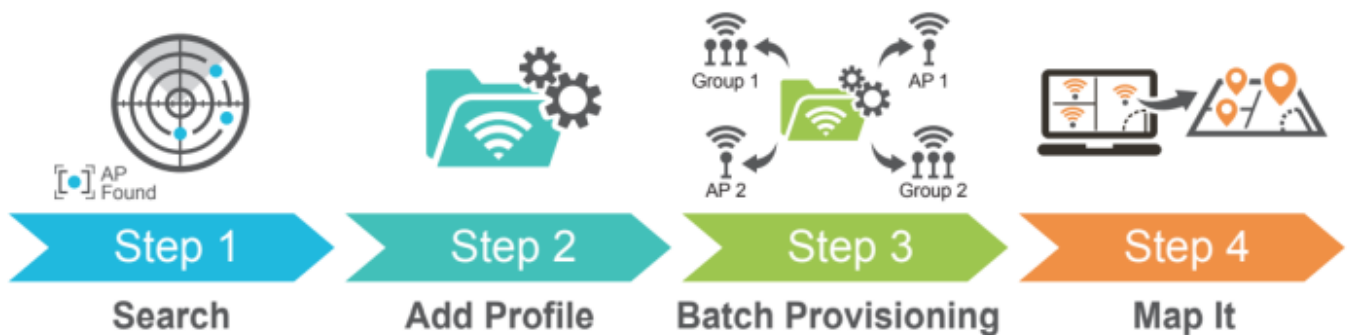 AP
Found
Group 1
AP 1
AP 2
Group 2
Step 1
Step 2
Step 3
Step 4
Search
Add Profile
Batch Provisioning
Map It